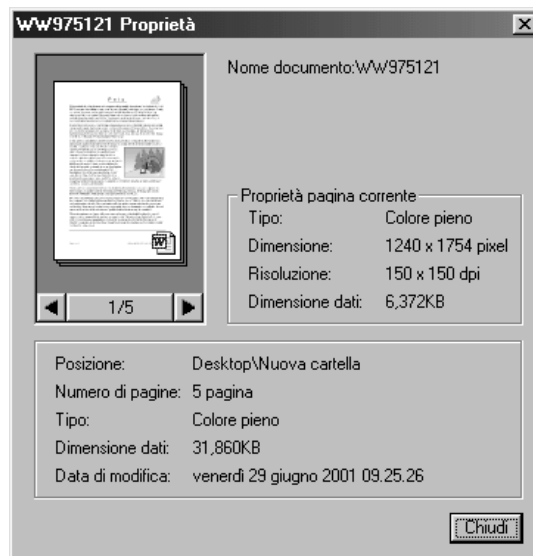 WW975121 Proprietà
Nome documento:WW975121
Proprietà pagina corrente
Tipo: Colore pieno
Dimensione: 1240 x 1754 pixel
Risoluzione: 150 x 150 dpi
Dimensione dati: 6,372KB
1/5
Posizione: Desktop\Nuova cartella
Numero di pagine: 5 pagina
Tipo: Colore pieno
Dimensione dati: 31,860KB
Data di modifica: venerdì 29 giugno 2001 09.25.26
Chiudi